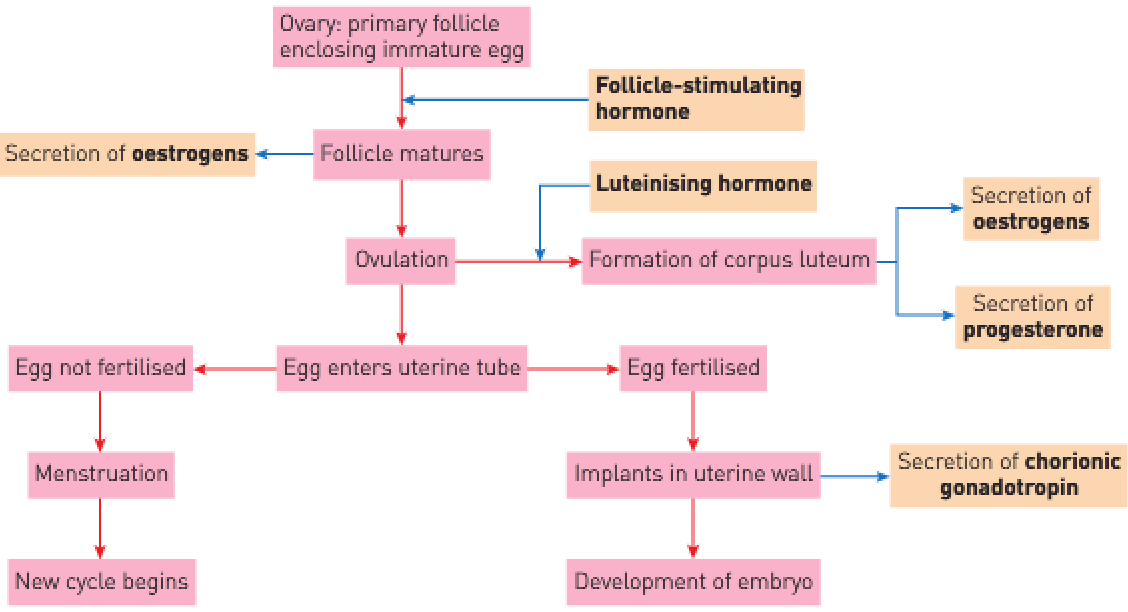 Ovary: primary follicle
enclosing immature egg
Follicle-stimulating
hormone
Secretion of oestrogens
Follicle matures
Luteinising hormone
Secretion of
oestrogens
Ovulation
Formation of corpus luteum
Secretion of
progesterone
Egg not fertilised
Egg enters uterine tube
Egg fertilised
Menstruation
Implants in uterine wall
Secretion of chorionic
gonadotropin
New cycle begins
Development of embryo